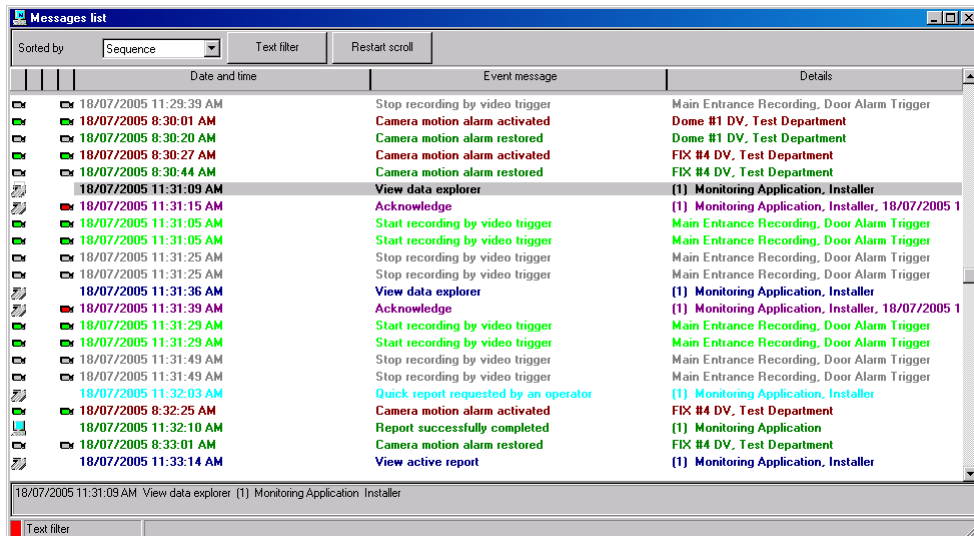 Messages list
Sorted by Sequence Text filter Restart scroll
Date and time Event message Details
18/07/2005 11:29:39 AM Stop recording by video trigger Main Entrance Recording, Door Alarm Trigger
18/07/2005 8:30:01 AM Camera motion alarm activated Dome #1 DV, Test Department
18/07/2005 8:30:20 AM Camera motion alarm restored Dome #1 DV, Test Department
18/07/2005 8:30:27 AM Camera motion alarm activated FIX #4 DV, Test Department
18/07/2005 8:30:44 AM Camera motion alarm restored FIX #4 DV, Test Department
18/07/2005 11:31:09 AM View data explorer (1) Monitoring Application, Installer
18/07/2005 11:31:15 AM Acknowledge (1) Monitoring Application, Installer, 18/07/2005 1
18/07/2005 11:31:05 AM Start recording by video trigger Main Entrance Recording, Door Alarm Trigger
18/07/2005 11:31:05 AM Start recording by video trigger Main Entrance Recording, Door Alarm Trigger
18/07/2005 11:31:25 AM Stop recording by video trigger Main Entrance Recording, Door Alarm Trigger
18/07/2005 11:31:25 AM Stop recording by video trigger Main Entrance Recording, Door Alarm Trigger
18/07/2005 11:31:36 AM View data explorer (1) Monitoring Application, Installer
18/07/2005 11:31:39 AM Acknowledge (1) Monitoring Application, Installer, 18/07/2005 1
18/07/2005 11:31:29 AM Start recording by video trigger Main Entrance Recording, Door Alarm Trigger
18/07/2005 11:31:29 AM Start recording by video trigger Main Entrance Recording, Door Alarm Trigger
18/07/2005 11:31:49 AM Stop recording by video trigger Main Entrance Recording, Door Alarm Trigger
18/07/2005 11:31:49 AM Stop recording by video trigger Main Entrance Recording, Door Alarm Trigger
18/07/2005 11:32:03 AM Quick report requested by an operator (1) Monitoring Application, Installer
18/07/2005 8:32:25 AM Camera motion alarm activated FIX #4 DV, Test Department
18/07/2005 11:32:10 AM Report successfully completed (1) Monitoring Application
18/07/2005 8:33:01 AM Camera motion alarm restored FIX #4 DV, Test Department
18/07/2005 11:33:14 AM View active report (1) Monitoring Application, Installer
18/07/2005 11:31:09 AM View data explorer (1) Monitoring Application Installer
Text filter